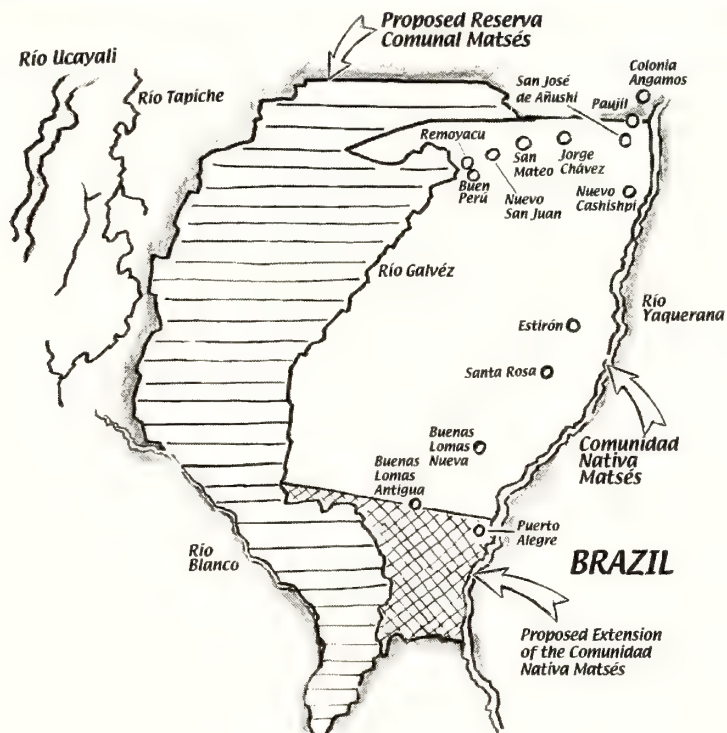 Proposed Reserva
Comunal Matsés
Río Ucayali
Río Tapiche
Colonia
Angamos
San José
de Añushi
Paujíl
Remoyacu
San
Mateo
Jorge
Chávez
Buen
Perú
Nuevo
San Juan
Nuevo
Cashishpi
Río Galvéz
Río
Yaquerana
Estirón
Santa Rosa
Comunidad
Nativa
Matsés
Buenas
Lomas
Nueva
Buenas
Lomas
Antigua
Puerto
Alegre
Río
Blanco
BRAZIL
Proposed Extension
of the Comunidad
Nativa Matsés